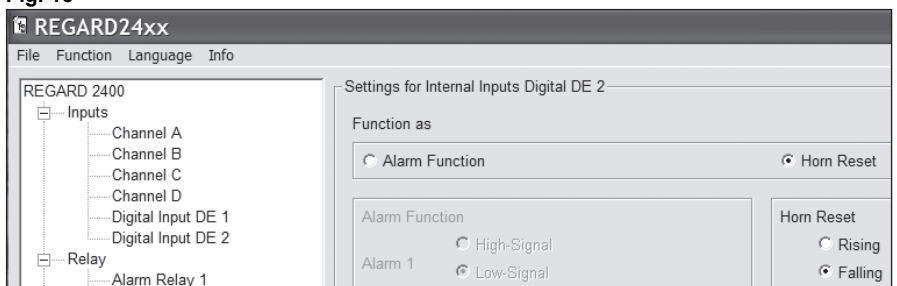 REGARD24xx
File Function Language Info
REGARD 2400
Inputs
Channel A
Channel B
Channel C
Channel D
Digital Input DE 1
Digital Input DE 2
Relay
Alarm Relay 1
Settings for Internal Inputs Digital DE 2
Function as
Alarm Function
Horn Reset
Alarm Function
High-Signal
Alarm 1
Low-Signal
Horn Reset
Rising
Falling